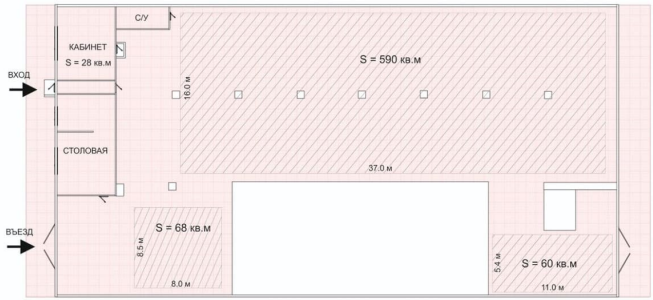 С/У
КАБИНЕТ
S = 28 кв.м
S = 590 кв.м
ВХОД
16.0 м
СТОЛОВАЯ
37.0 м
ВЪЕЗД
S = 68 кв.м
8.5 м
8.0 м
5.4 м
S = 60 кв.м
11.0 м